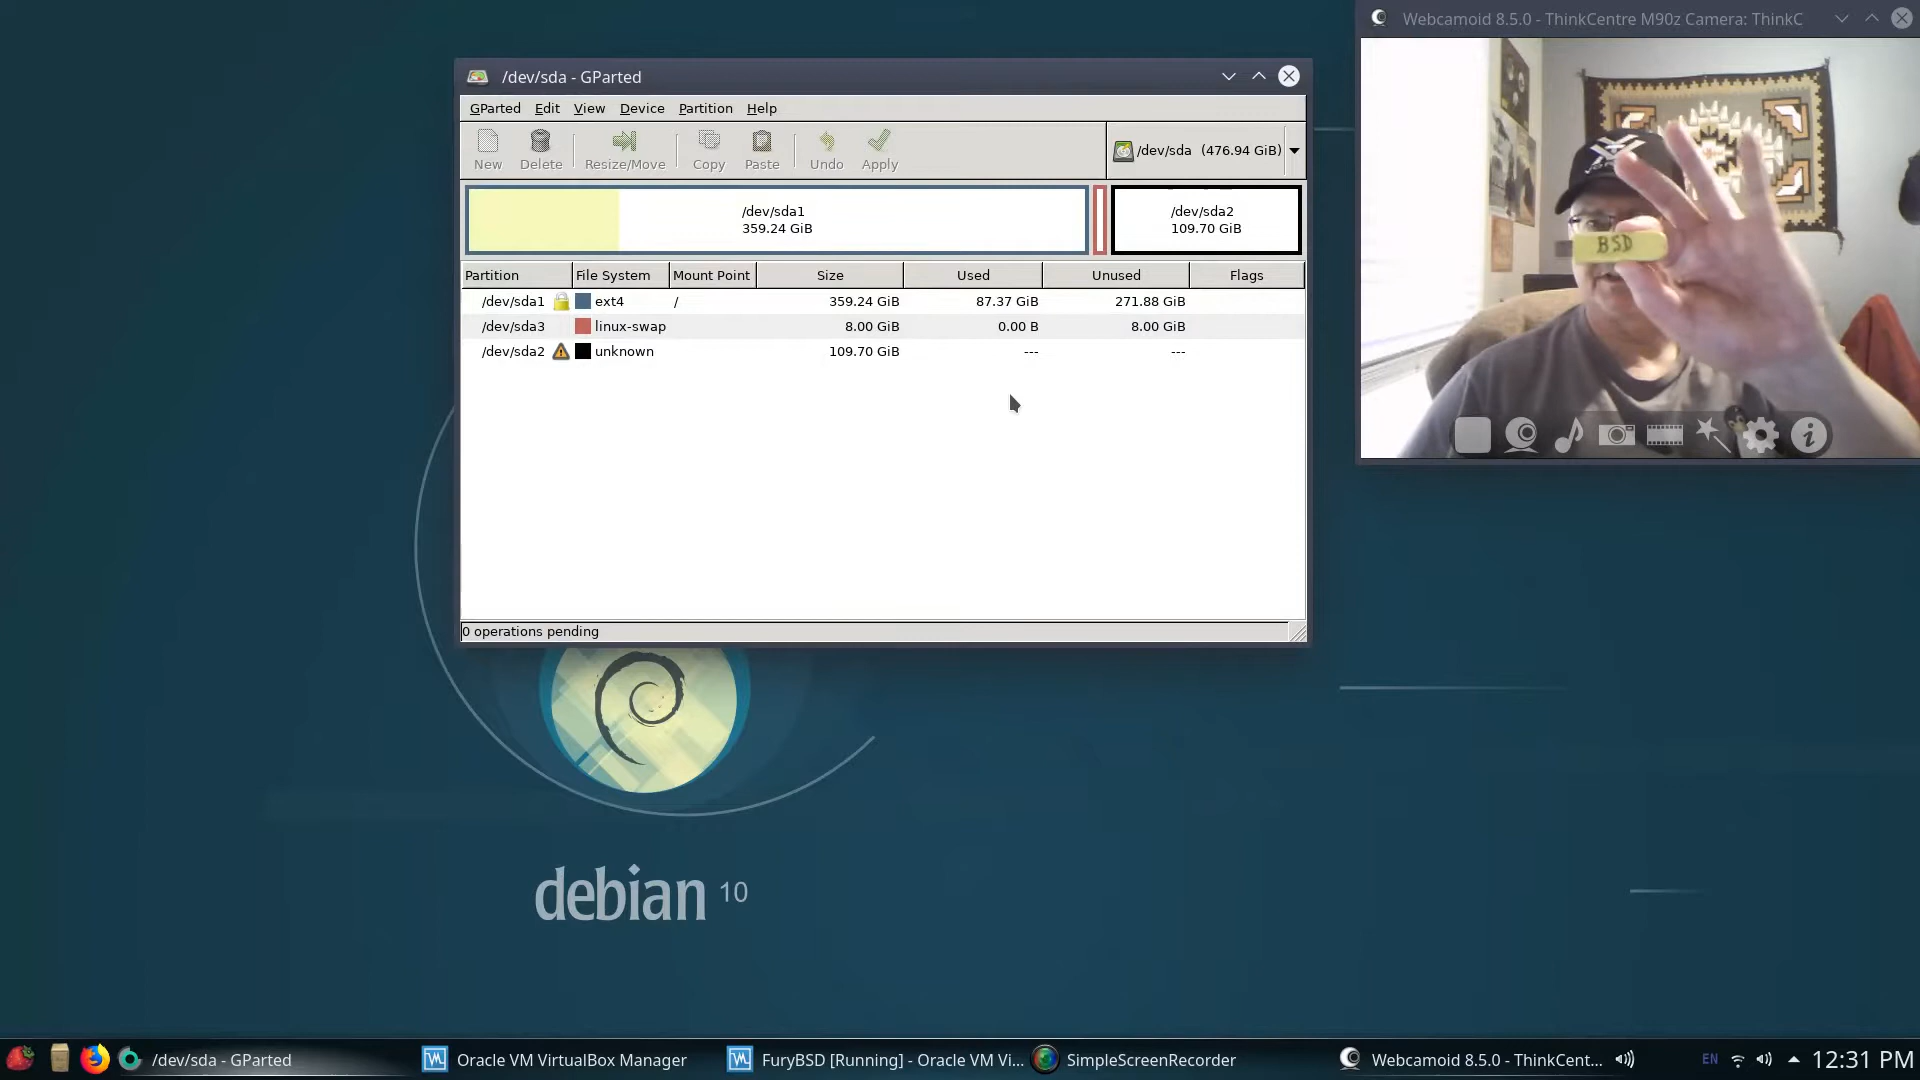 Webcamoid 8.5.0 - ThinkCentre M90z Camera: ThinkC
/dev/sda - GParted
GParted Edit View Device Partition Help
New Delete Resize/Move Copy Paste Undo Apply /dev/sda (476.94 GiB)
/dev/sda1 /dev/sda2
359.24 GiB 109.70 GiB
BSD
Partition File System Mount Point Size Used Unused Flags
/dev/sda1 ext4 / 359.24 GiB 87.37 GiB 271.88 GiB
/dev/sda3 linux-swap 8.00 GiB 0.00 B 8.00 GiB
/dev/sda2 unknown 109.70 GiB --- ---
0 operations pending
debian 10
/dev/sda - GParted Oracle VM VirtualBox Manager FuryBSD [Running] - Oracle VM Vi... SimpleScreenRecorder Webcamoid 8.5.0 - ThinkCent... EN 12:31 PM